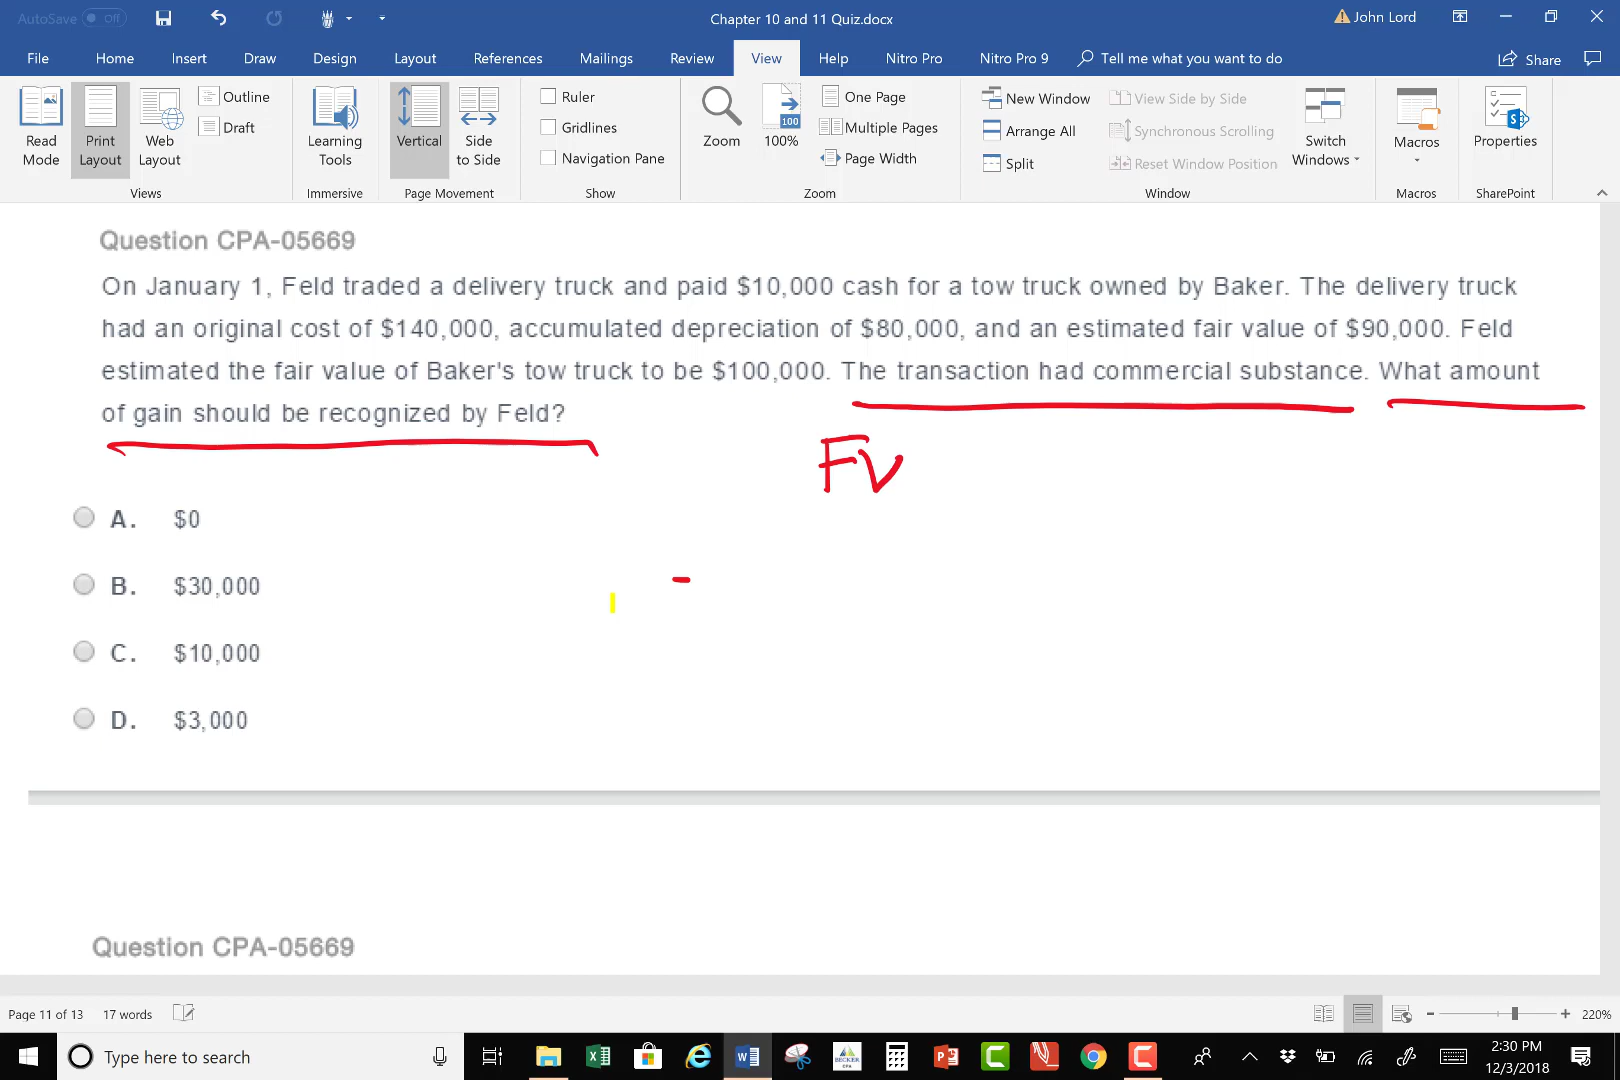 AutoSave Off
Chapter 10 and 11 Quiz.docx
John Lord
File Home Insert Draw Design Layout References Mailings Review View Help Nitro Pro Nitro Pro 9 Tell me what you want to do Share
Read Mode
Print Layout
Web Layout
Outline
Draft
Views
Learning Tools
Immersive
Vertical
Side to Side
Page Movement
Ruler
Gridlines
Navigation Pane
Show
Zoom
100
100%
One Page
Multiple Pages
Page Width
Zoom
New Window
Arrange All
Split
View Side by Side
Synchronous Scrolling
Reset Window Position
Switch Windows
Window
Macros
Macros
S
Properties
SharePoint
Question CPA-05669
On January 1, Feld traded a delivery truck and paid $10,000 cash for a tow truck owned by Baker. The delivery truck
had an original cost of $140,000, accumulated depreciation of $80,000, and an estimated fair value of $90,000. Feld
estimated the fair value of Baker's tow truck to be $100,000. The transaction had commercial substance. What amount
of gain should be recognized by Feld?
FV
A. $0
B. $30,000
C. $10,000
D. $3,000
Question CPA-05669
Page 11 of 13 17 words 220%
Type here to search
BECKER
CPA
2:30 PM
12/3/2018